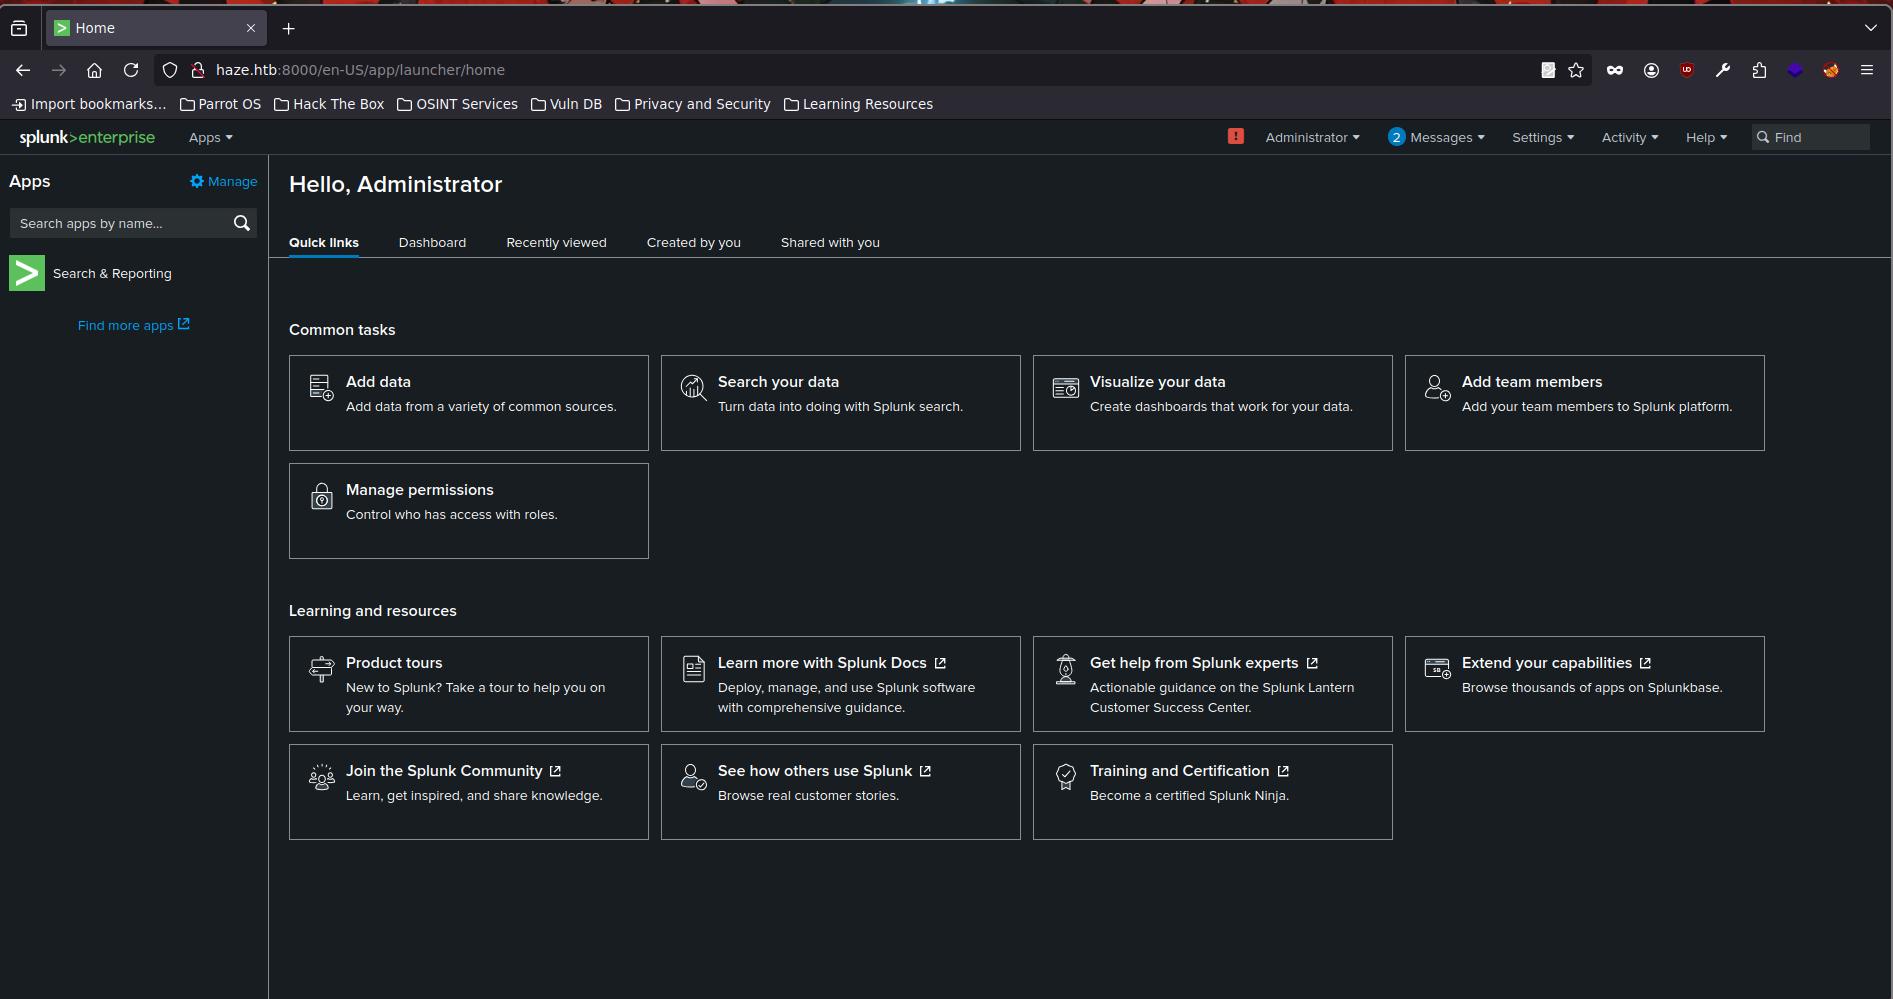 Home
haze.htb:8000/en-US/app/launcher/home
Import bookmarks... Parrot OS Hack The Box OSINT Services Vuln DB Privacy and Security Learning Resources
splunk>enterprise Apps ! Administrator 2 Messages Settings Activity Help Find
Apps Manage
Search apps by name...
Search & Reporting
Find more apps
Hello, Administrator
Quick links Dashboard Recently viewed Created by you Shared with you
Common tasks
Add data
Add data from a variety of common sources.
Search your data
Turn data into doing with Splunk search.
Visualize your data
Create dashboards that work for your data.
Add team members
Add your team members to Splunk platform.
Manage permissions
Control who has access with roles.
Learning and resources
Product tours
New to Splunk? Take a tour to help you on
your way.
Learn more with Splunk Docs
Deploy, manage, and use Splunk software
with comprehensive guidance.
Get help from Splunk experts
Actionable guidance on the Splunk Lantern
Customer Success Center.
SB
Extend your capabilities
Browse thousands of apps on Splunkbase.
Join the Splunk Community
Learn, get inspired, and share knowledge.
See how others use Splunk
Browse real customer stories.
Training and Certification
Become a certified Splunk Ninja.